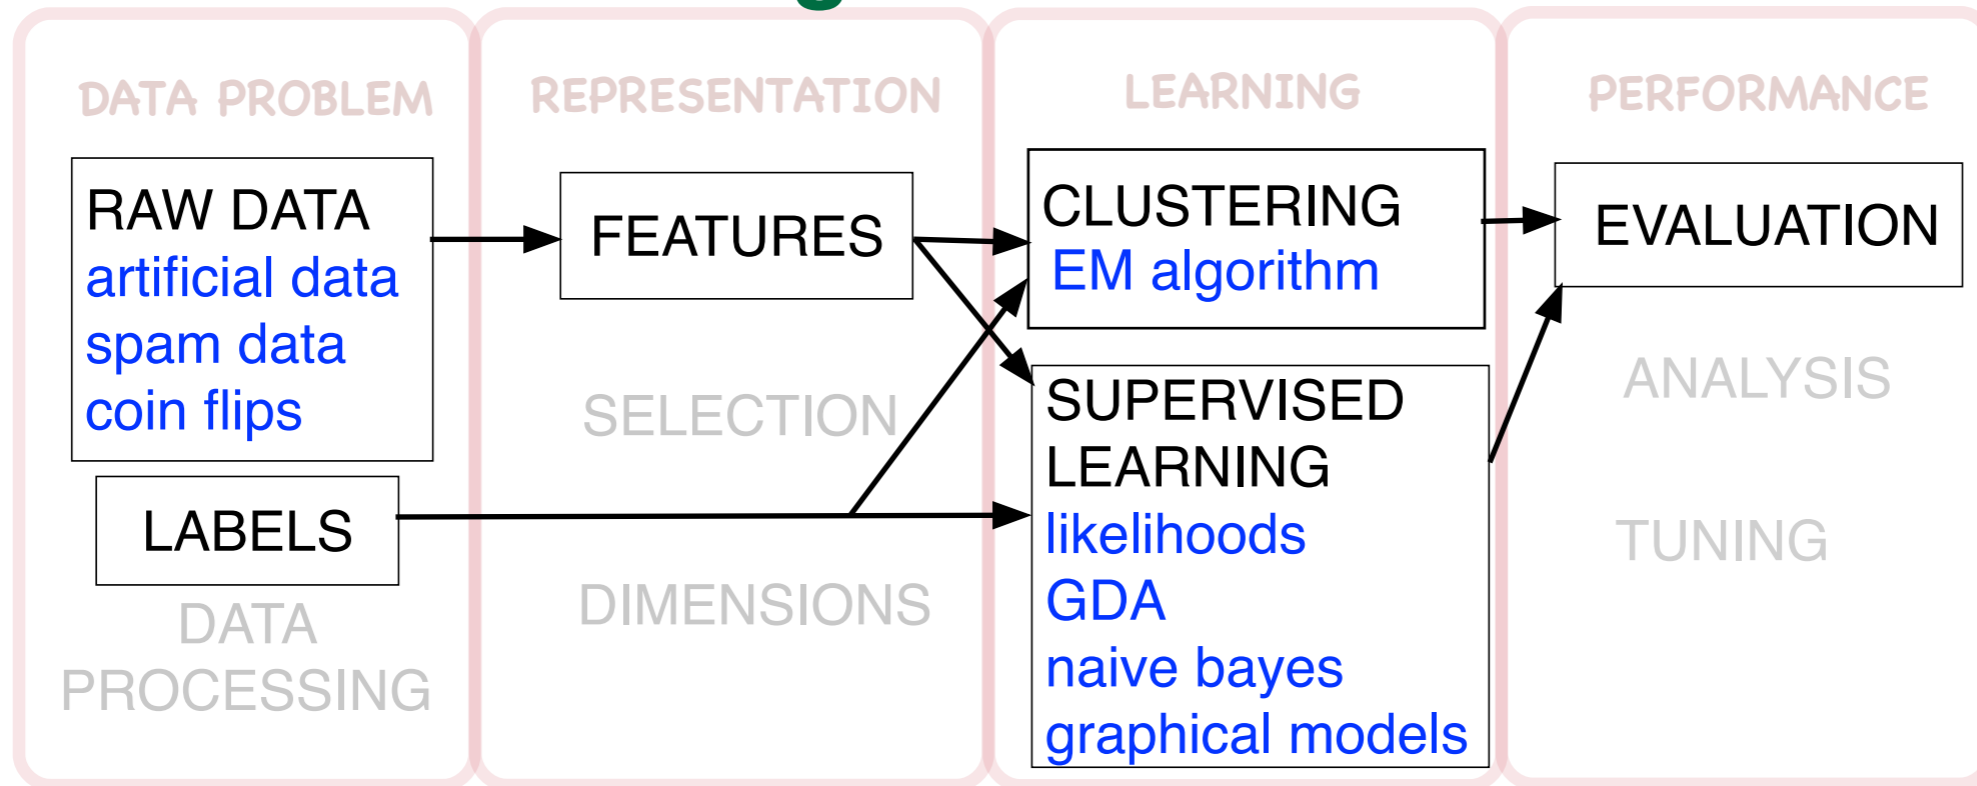 DATA PROBLEM
RAW DATA
artificial data
spam data
coin flips
LABELS
DATA
PROCESSING
REPRESENTATION
FEATURES
SELECTION
DIMENSIONS
LEARNING
CLUSTERING
EM algorithm
SUPERVISED
LEARNING
likelihoods
GDA
naive bayes
graphical models
PERFORMANCE
EVALUATION
ANALYSIS
TUNING